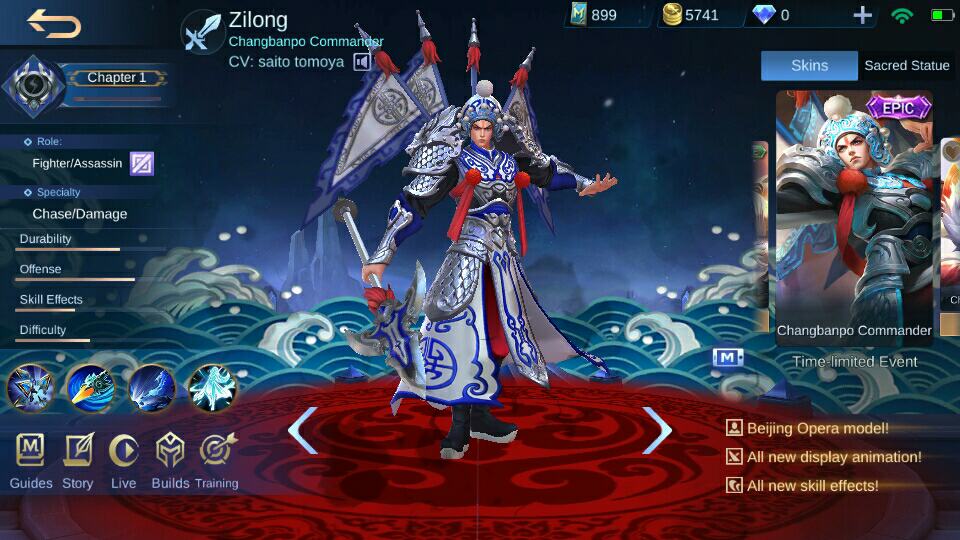 Zilong
Changbanpo Commander
CV: saito tomoya
899
5741
0
Chapter 1
Role:
Fighter/Assassin
Specialty
Chase/Damage
Durability
Offense
Skill Effects
Difficulty
Guides
Story
Live
Builds
Training
Skins
Sacred Statue
EPIC
Changbanpo Commander
Time-limited Event
M
Beijing Opera model!
All new display animation!
All new skill effects!